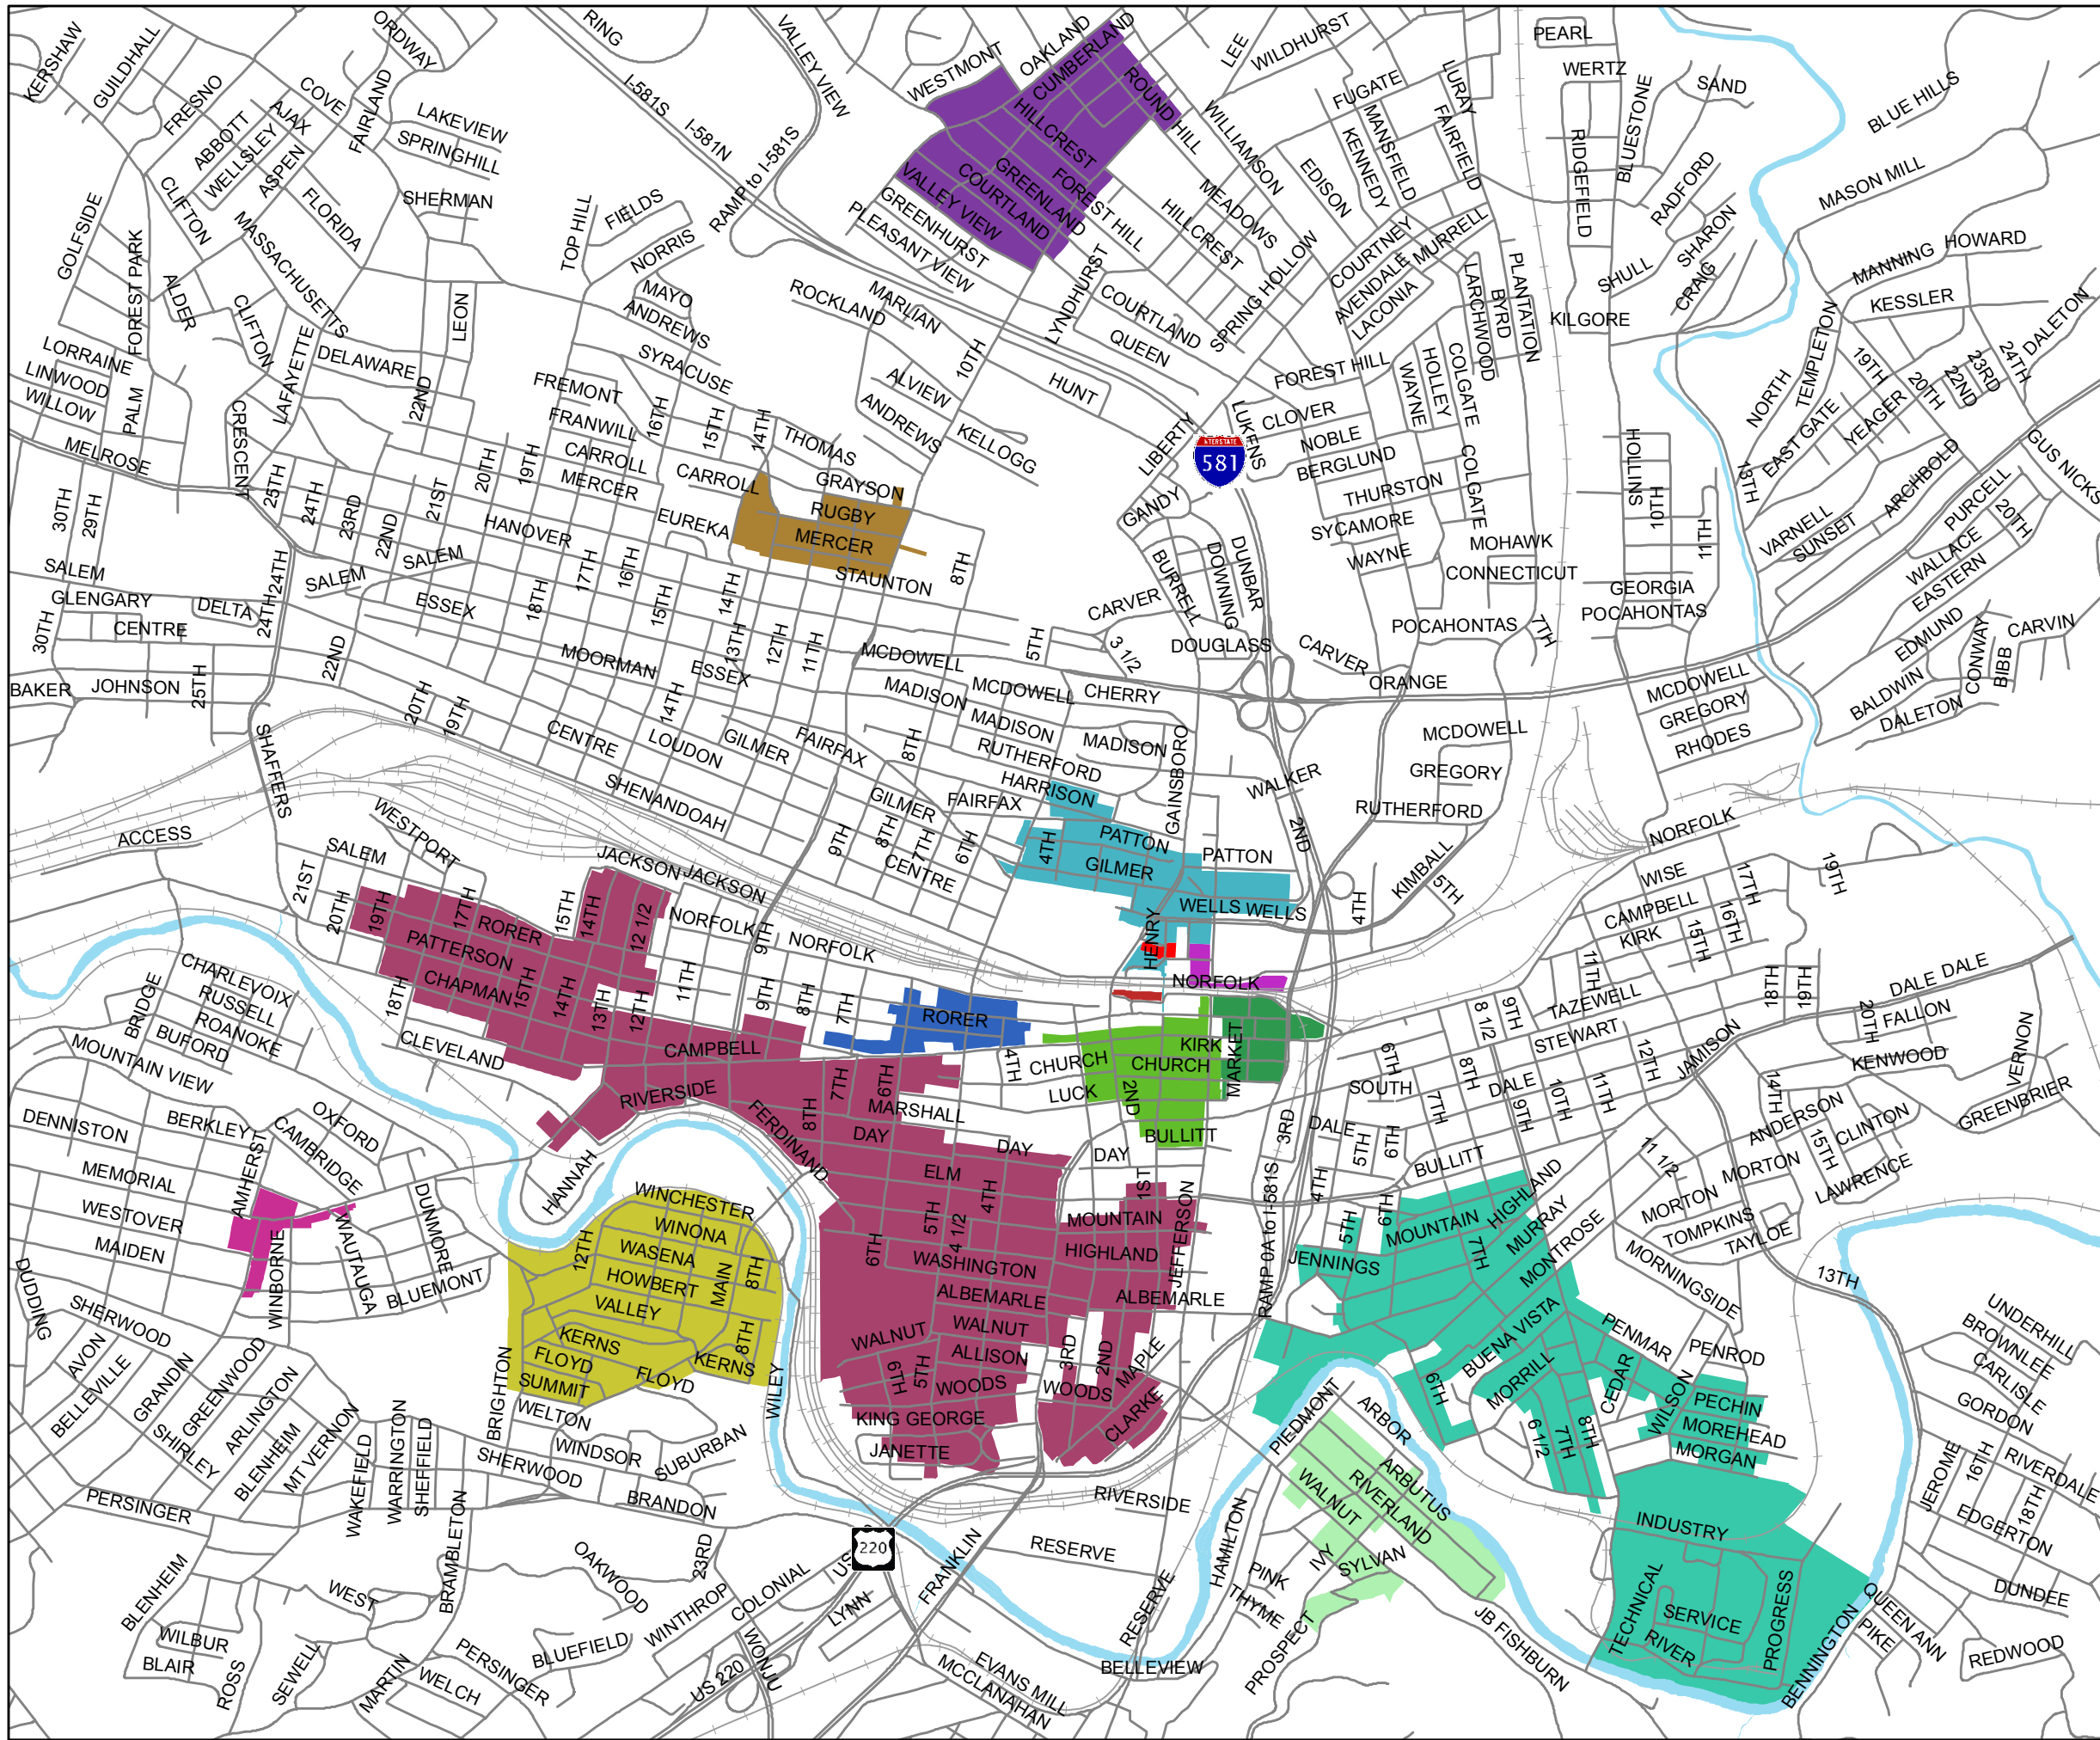 KERSHAW
GUILDHALL
ORDWAY
RING
VALLEY VIEW
WESTMONT
OAKLAND
CUMBERLAND
LEE
WILDHURST
PEARL
WERTZ
SAND
BLUE HILLS
FRESNO
COVE
FAIRLAND
I-581S
I-581N
RAMP to I-581S
ROUND HILL
WILLIAMSON
FUGATE
LURAY
BLUESTONE
ABBOTT
AJAX
WELLSLEY
ASPEN
LAKEVIEW
SPRINGHILL
HILLCREST
KENNEDY
MANSFIELD
FAIRFIELD
RIDGEFIELD
RADFORD
MASON MILL
CLIFTON
FLORIDA
SHERMAN
FIELDS
VALLEY VIEW
COURTLAND
GREENLAND
FOREST HILL
MEADOWS
EDISON
GOLFSIDE
FOREST PARK
MASSACHUSETTS
TOP HILL
NORRIS
GREENHURST
PLEASANT VIEW
HILLCREST
COURTNEY
MURRELL
SHARON
HOWARD
MANNING
ALDER
CLIFTON
LEON
MAYO
ANDREWS
ROCKLAND
MARLIAN
LYNDHURST
COURTLAND
SPRING HOLLOW
AVENDALE
LACONIA
LARCHWOOD
BYRD
PLANTATION
SHULL
CRAIG
KESSLER
KILGORE
TEMPLETON
DALETON
LORRAINE
LINWOOD
WILLOW
PALM
LAFAYETTE
DELAWARE
22ND
SYRACUSE
FREMONT
10TH
QUEEN
HUNT
FOREST HILL
WAYNE
HOLLEY
COLGATE
NORTH
19TH
20TH
22ND
23RD
24TH
MELROSE
CRESCENT
FRANWILL
16TH
15TH
14TH
THOMAS
ALVIEW
ANDREWS
KELLOGG
LIBERTY
LUKENS
CLOVER
NOBLE
BERGLUND
COLGATE
HOLLINS
EAST GATE
YEAGER
GUS NICKS
INTERSTATE
581
30TH
29TH
25TH
24TH
23RD
22ND
21ST
20TH
19TH
CARROLL
MERCER
CARROLL
GRAYSON
RUGBY
MERCER
GANDY
THURSTON
SYCAMORE
WAYNE
MOHAWK
CONNECTICUT
10TH
11TH
13TH
ARCHBOLD
PURCELL
20TH
VARNELL
SUNSET
HANOVER
EUREKA
STAUNTON
8TH
BURRELL
DOWNING
DUNBAR
SALEM
GLENGARY
CENTRE
DELTA
24TH
24TH
SALEM
SALEM
ESSEX
18TH
17TH
16TH
15TH
14TH
CARVER
GEORGIA
POCAHONTAS
WALLACE
EASTERN
30TH
22ND
MOORMAN
ESSEX
13TH
12TH
11TH
MCDOWELL
5TH
3 1/2
DOUGLASS
CARVER
POCAHONTAS
7TH
EDMUND
CONWAY
BIBB
CARVIN
BAKER
JOHNSON
25TH
20TH
19TH
14TH
MADISON
MCDOWELL
CHERRY
ORANGE
MCDOWELL
GREGORY
RHODES
BALDWIN
DALETON
SHAFFERS
CENTRE
LOUDON
GILMER
FAIRFAX
8TH
MADISON
RUTHERFORD
MADISON
GAINSBORO
MCDOWELL
GREGORY
RUTHERFORD
WALKER
SHENANDOAH
GILMER
FAIRFAX
HARRISON
ACCESS
WESTPORT
SALEM
JACKSON
JACKSON
9TH
8TH
7TH
6TH
CENTRE
4TH
PATTON
GILMER
PATTON
2ND
KIMBALL
5TH
4TH
NORFOLK
21ST
20TH
19TH
17TH
RORER
15TH
14TH
12 1/2
NORFOLK
9TH
NORFOLK
WELLS
WELLS
HENRY
WISE
17TH
19TH
CAMPBELL
KIRK
15TH
16TH
CHARLEVOIX
RUSSELL
ROANOKE
BUFORD
BRIDGE
PATTERSON
CHAPMAN
18TH
15TH
14TH
13TH
12TH
11TH
9TH
8TH
7TH
RORER
NORFOLK
11TH
TAZEWELL
18TH
19TH
DALE
DALE
MOUNTAIN VIEW
CLEVELAND
CAMPBELL
4TH
CHURCH
KIRK
CHURCH
MARKET
8 1/2
9TH
STEWART
20TH
FALLON
KENWOOD
VERNON
DENNISTON
BERKLEY
OXFORD
CAMBRIDGE
RIVERSIDE
FERDINAND
8TH
7TH
6TH
MARSHALL
LUCK
2ND
BULLITT
3RD
6TH
SOUTH
8TH
DALE
12TH
JAMISON
14TH
GREENBRIER
MEMORIAL
AMHERST
HANNAH
DAY
DAY
DAY
DALE
7TH
9TH
10TH
11TH
ANDERSON
15TH
CLINTON
WESTOVER
MAIDEN
WINBORNE
WAUTAUGA
DUNMORE
BLUEMONT
WINCHESTER
WINONA
WASENA
HOWBERT
VALLEY
12TH
MAIN
8TH
ELM
5TH
4 1/2
4TH
6TH
1ST
MOUNTAIN
HIGHLAND
JEFFERSON
4TH
5TH
6TH
BULLITT
11 1/2
MORTON
MORTON
LAWRENCE
TOMPKINS
TAYLOE
RAMP 0A to I-581S
JENNINGS
5TH
6TH
MOUNTAIN
HIGHLAND
7TH
MURRAY
MONTROSE
MORNINGSIDE
13TH
DUDDING
SHERWOOD
AVON
BELLEVILLE
GRANDIN
GREENWOOD
WASHINGTON
ALBEMARLE
ALBEMARLE
WALNUT
WALNUT
ALLISON
WOODS
WOODS
3RD
2ND
MAPLE
CLARKE
6TH
5TH
KERNS
FLOYD
FLOYD
SUMMIT
KERNS
8TH
BRIGHTON
WILEY
BUENA VISTA
6TH
MORRILL
PENMAR
PENROD
CEDAR
WILSON
PECHIN
MOREHEAD
MORGAN
UNDERHILL
BROWNLEE
CARLISLE
GORDON
SHIRLEY
ARLINGTON
BLENHEIM
MT VERNON
WAKEFIELD
WARRINGTON
SHEFFIELD
WELTON
WINDSOR
SUBURBAN
SHERWOOD
BRANDON
KING GEORGE
JANETTE
RIVERSIDE
PIEDMONT
ARBOR
ARBUTUS
WALNUT
RIVERLAND
6 1/2
7TH
8TH
JEROME
16TH
RIVERDALE
18TH
EDGERTON
PERSINGER
BRAMBLETON
23RD
220
RESERVE
HAMILTON
IVY
SYLVAN
INDUSTRY
BLENHEIM
WEST
OAKWOOD
WINTHROP
COLONIAL
US
LYNN
FRANKLIN
RESERVE
PINK
THYME
PROSPECT
JB FISHBURN
TECHNICAL
SERVICE
RIVER
PROGRESS
BENNINGTON
QUEEN ANN
PIKE
DUNDEE
REDWOOD
WILBUR
BLAIR
ROSS
SEWELL
MARTIN
WELCH
PERSINGER
BLUEFIELD
US 220
WONJU
EVANS MILL
MCCLANAHAN
BELLEVIEW